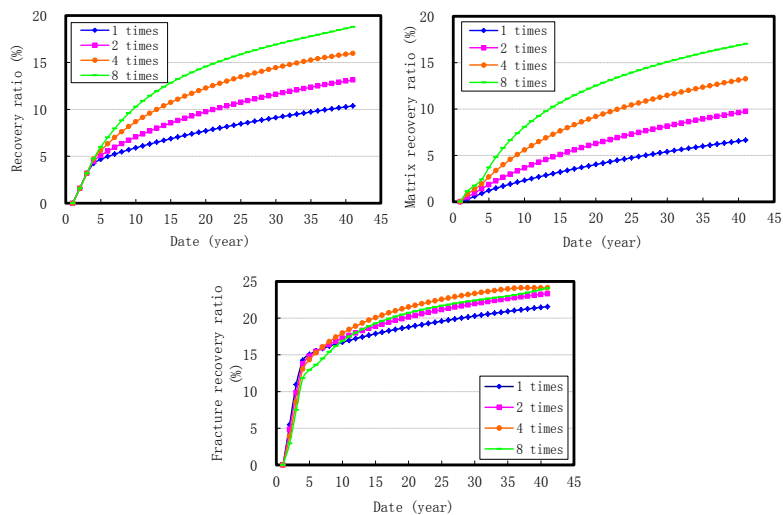 Recovery ratio (%)
20
15
10
5
0
1 times
2 times
4 times
8 times
0 5 10 15 20 25 30 35 40 45
Date (year)
Matrix recovery ratio (%)
20
15
10
5
0
1 times
2 times
4 times
8 times
0 5 10 15 20 25 30 35 40 45
Date (year)
Fracture recovery ratio
(%)
25
20
15
10
5
0
1 times
2 times
4 times
8 times
0 5 10 15 20 25 30 35 40 45
Date (year)